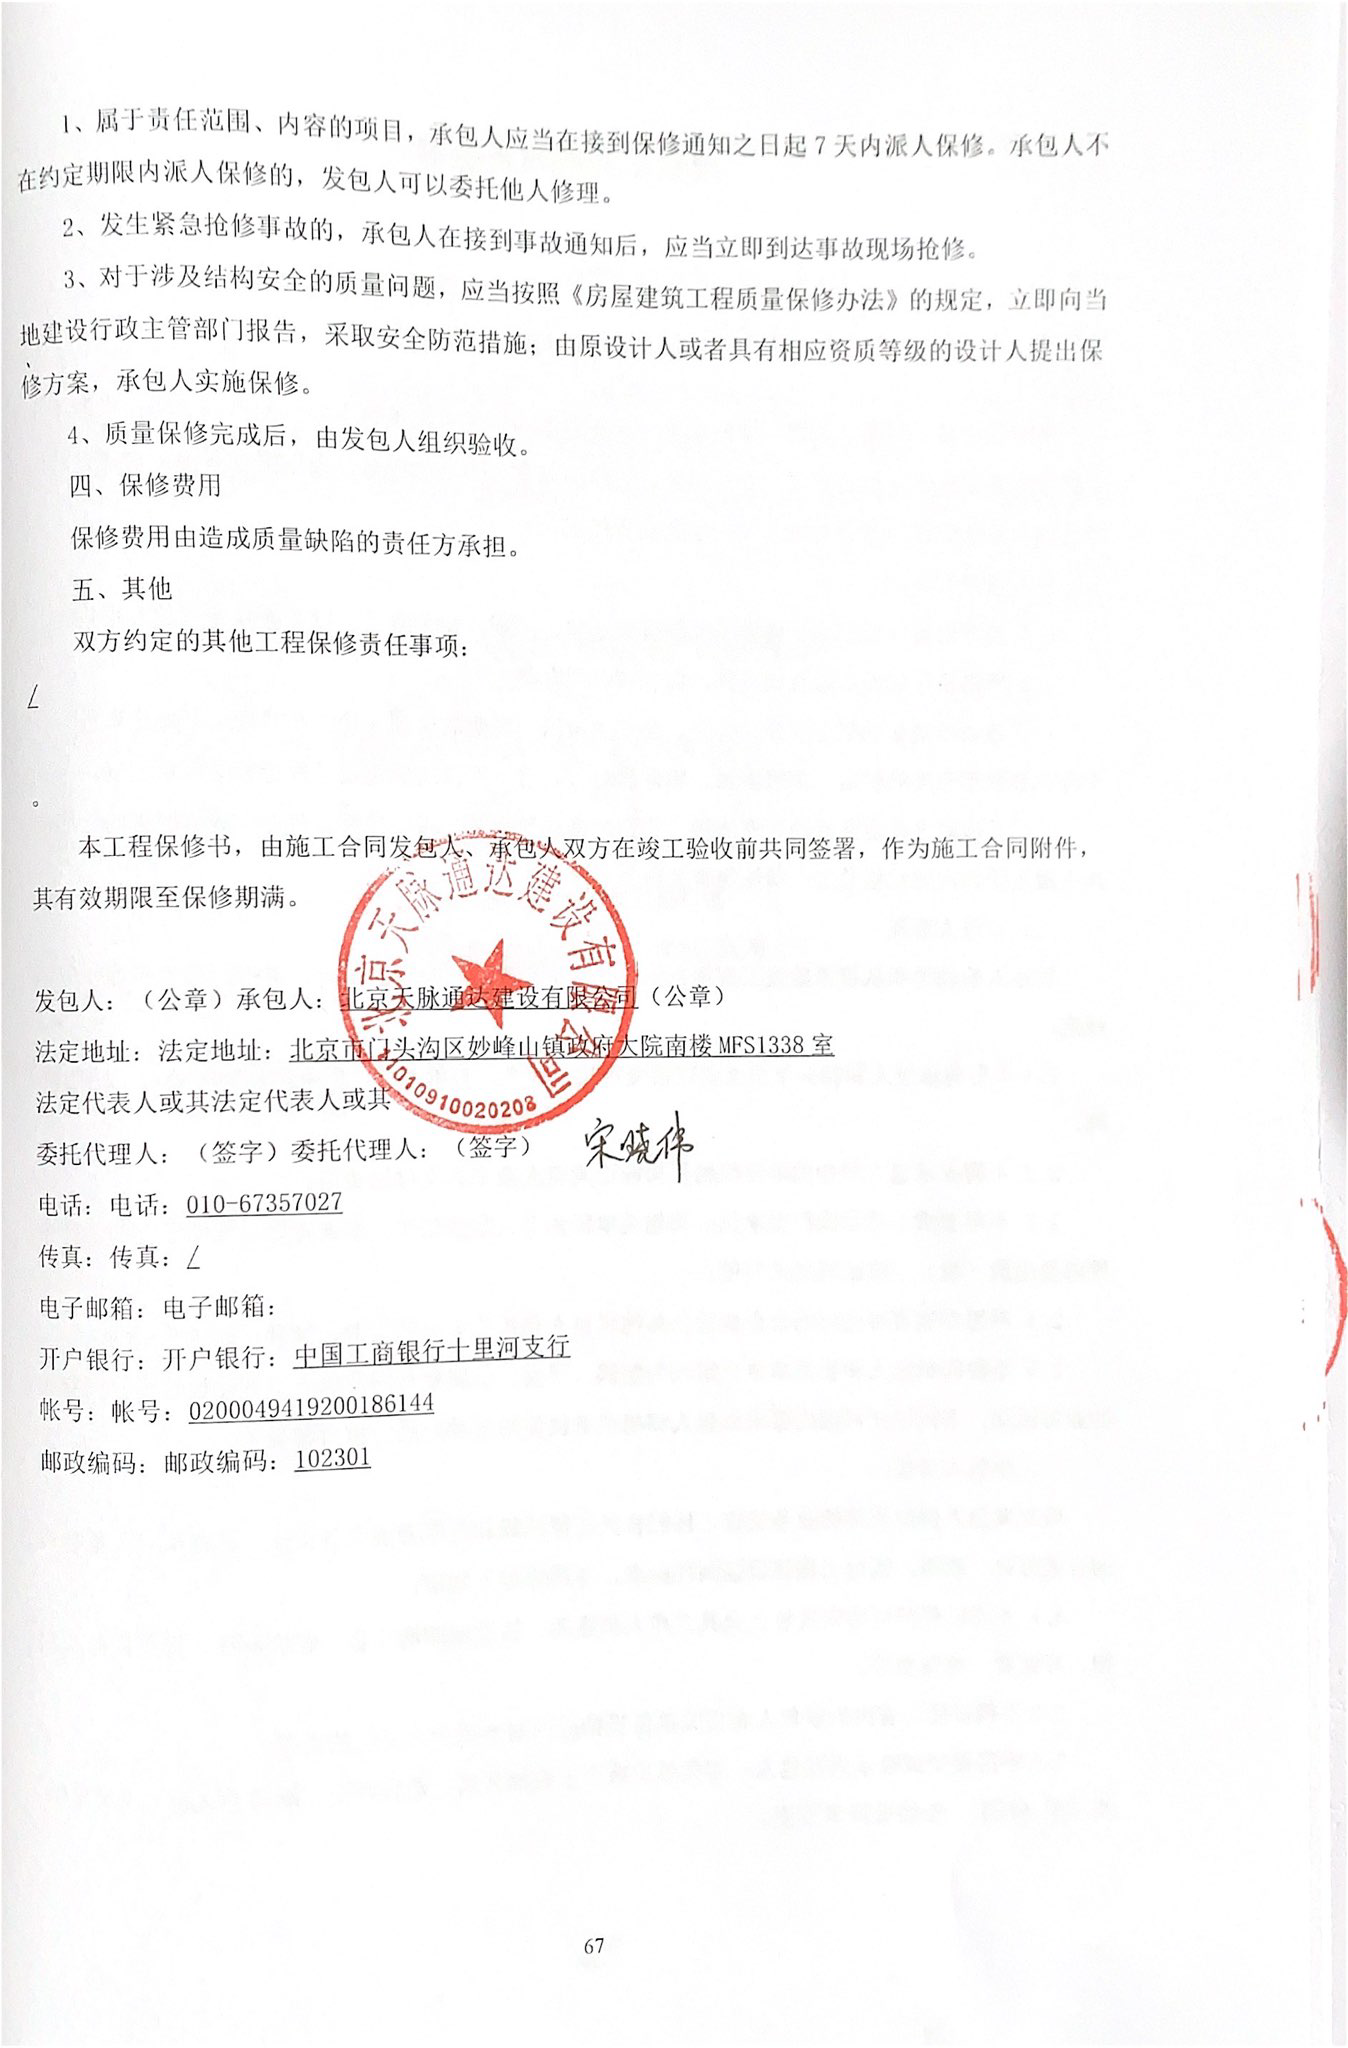 1、属于责任范围、内容的项目，承包人应当在接到保修通知之日起 7 天内派人保修。承包人不
在约定期限内派人保修的，发包人可以委托他人修理。
2、发生紧急抢修事故的，承包人在接到事故通知后，应当立即到达事故现场抢修。
3、对于涉及结构安全的质量问题，应当按照《房屋建筑工程质量保修办法》的规定，立即向当
地建设行政主管部门报告，采取安全防范措施；由原设计人或者具有相应资质等级的设计人提出保
修方案，承包人实施保修。
4、质量保修完成后，由发包人组织验收。
四、保修费用
保修费用由造成质量缺陷的责任方承担。
五、其他
双方约定的其他工程保修责任事项：
/
。
本工程保修书，由施工合同发包人、承包人双方在竣工验收前共同签署，作为施工合同附件，
其有效期限至保修期满。
北京天脉通达建设有限公司
发包人：（公章）承包人：北京天脉通达建设有限公司（公章）
法定地址：法定地址：北京市门头沟区妙峰山镇政府大院南楼 MFS1338 室
11010910020208
法定代表人或其法定代表人或其
委托代理人：（签字）委托代理人：（签字） 宋晓伟
电话：电话：010-67357027
传真：传真：/
电子邮箱：电子邮箱：
开户银行：开户银行：中国工商银行十里河支行
帐号：帐号：0200049419200186144
邮政编码：邮政编码：102301
67